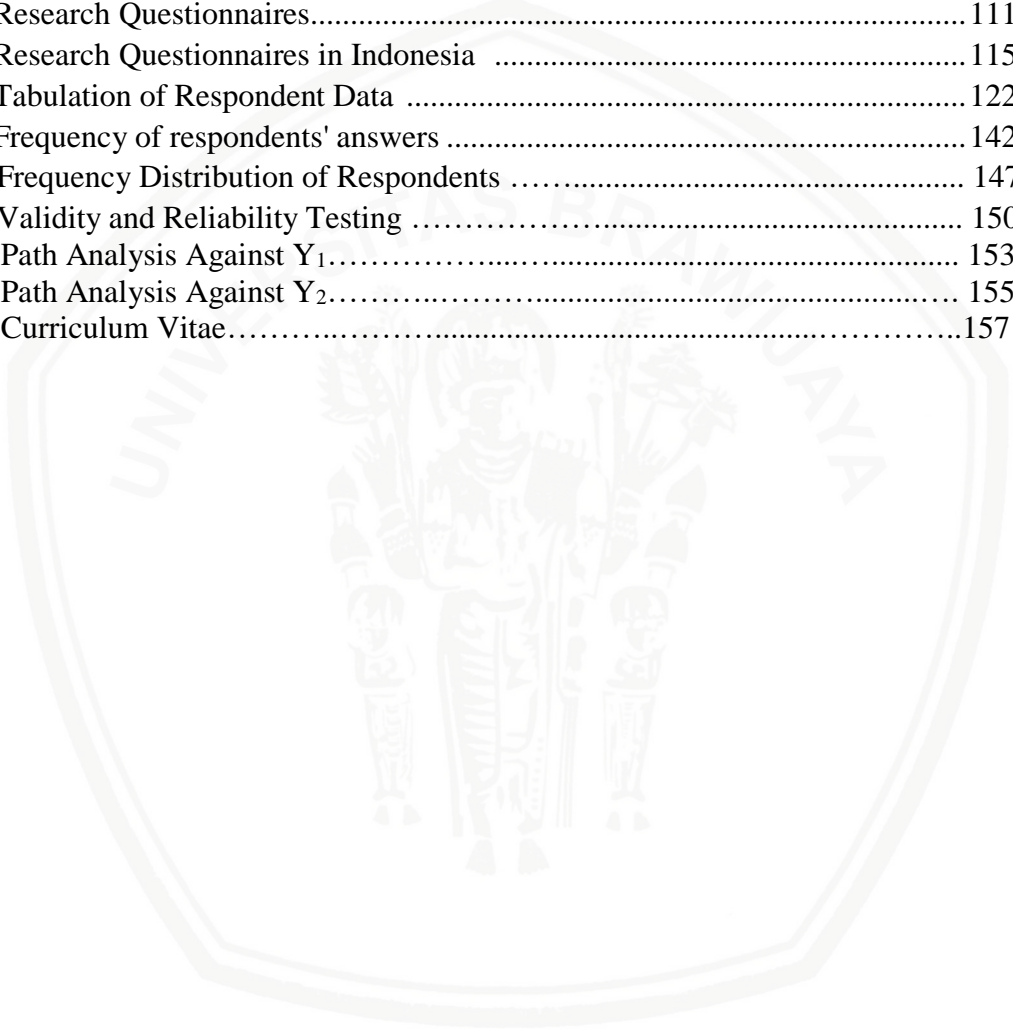 Research Questionnaires........................................................................111
Research Questionnaires in Indonesia ....................................................115
Tabulation of Respondent Data ..............................................................122
Frequency of respondents' answers .........................................................142
Frequency Distribution of Respondents ……........................................... 147
Validity and Reliability Testing ………………........................................ 150
Path Analysis Against Y₁……………....…............................................. 153
Path Analysis Against Y₂………..………...........................................…. 155
Curriculum Vitae………..……….......................................…………..157
UNIVERSITAS BRAWIJAYA